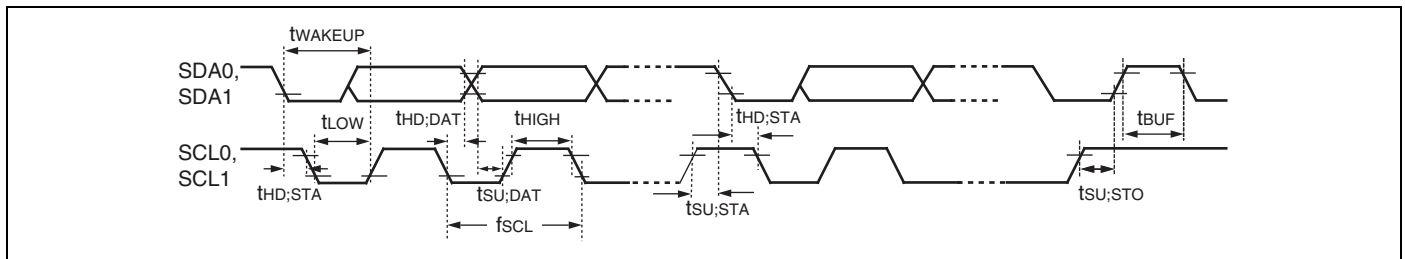 tWAKEUP
SDA0,
SDA1
tLOW
tHD;DAT
tHIGH
tHD;STA
tBUF
SCL0,
SCL1
tHD;STA
tSU;DAT
tSU;STA
tSU;STO
fSCL